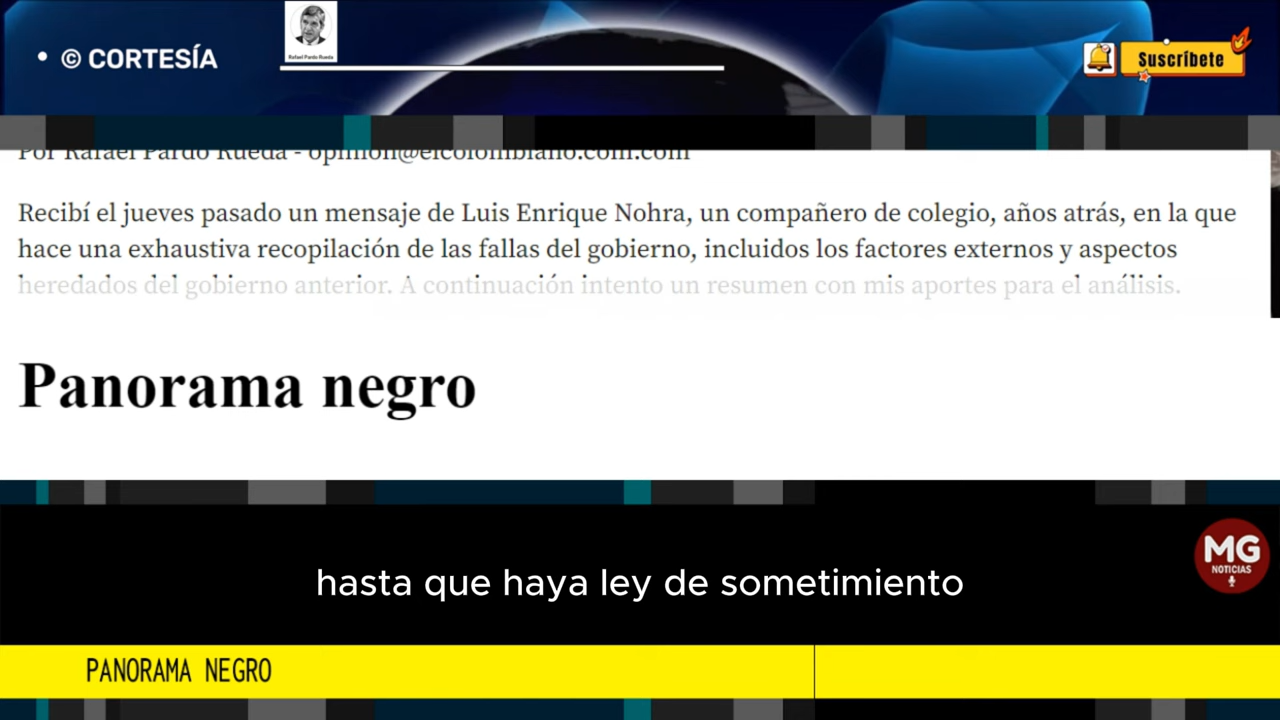 • © CORTESÍA
Rafael Pardo Rueda
Suscríbete
Por Rafael Pardo Rueda - opinion@elcolombiano.com.com
Recibí el jueves pasado un mensaje de Luis Enrique Nohra, un compañero de colegio, años atrás, en la que
hace una exhaustiva recopilación de las fallas del gobierno, incluidos los factores externos y aspectos
heredados del gobierno anterior. A continuación intento un resumen con mis aportes para el análisis.
Panorama negro
MG
NOTICIAS
hasta que haya ley de sometimiento
PANORAMA NEGRO